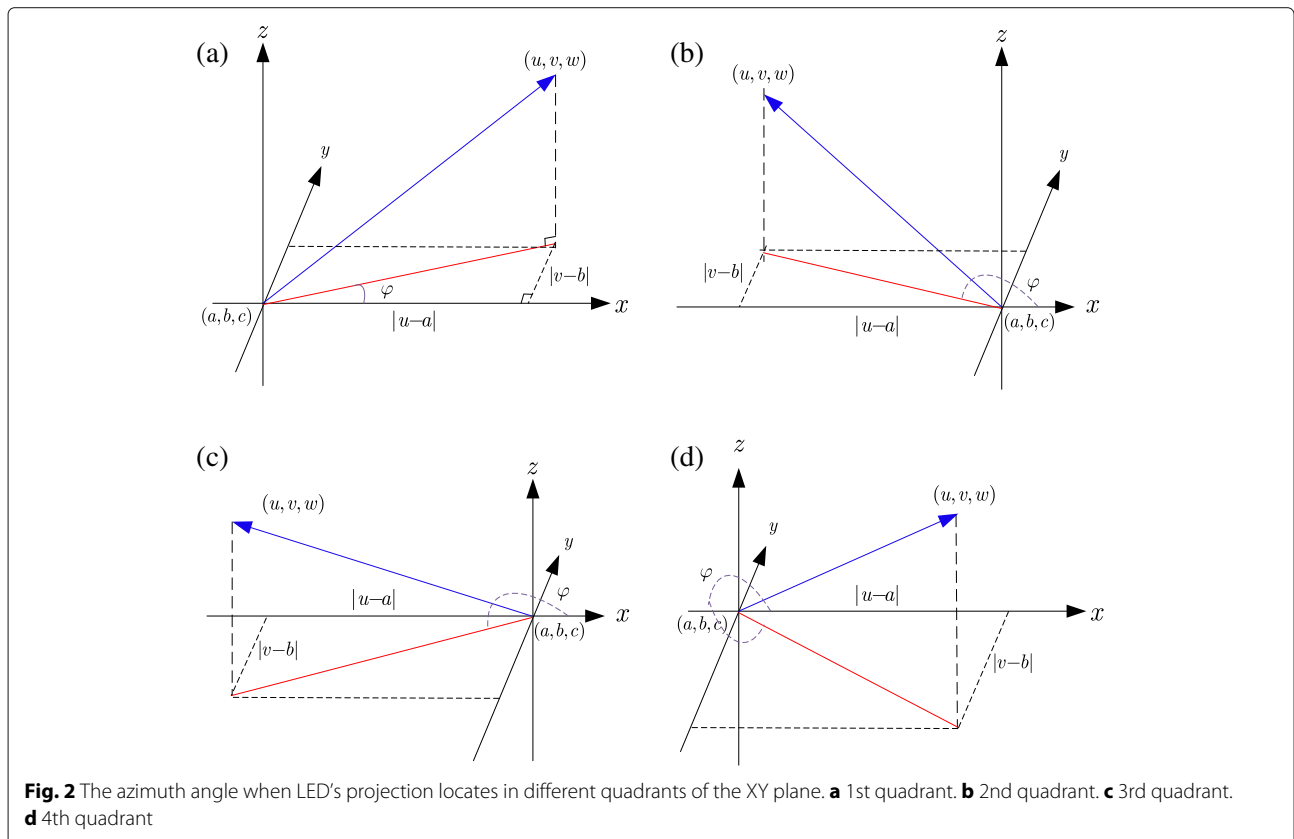 (a)
z
(u, v, w)
y
|v−b|
φ
x
(a, b, c)
|u−a|
(b)
z
(u, v, w)
y
|v−b|
φ
x
|u−a|
(a, b, c)
(c)
z
(u, v, w)
y
φ
|u−a|
x
(a, b, c)
|v−b|
(d)
z
(u, v, w)
y
φ
|u−a|
x
(a, b, c)
|v−b|
Fig. 2 The azimuth angle when LED's projection locates in different quadrants of the XY plane. a 1st quadrant. b 2nd quadrant. c 3rd quadrant.
d 4th quadrant